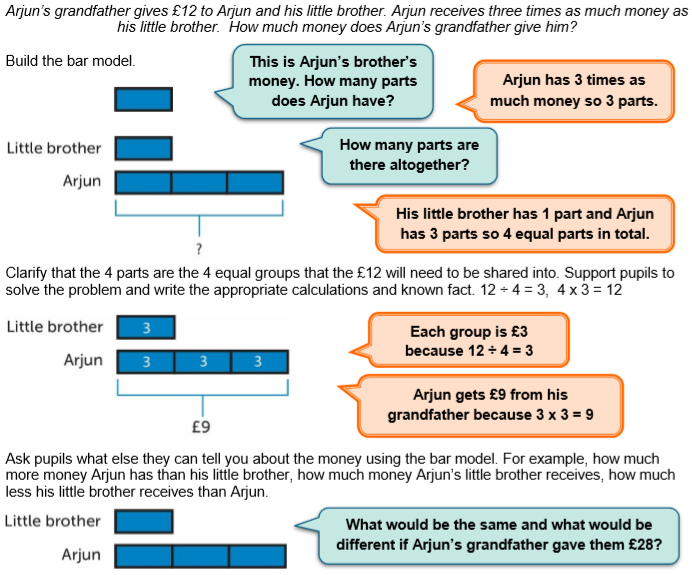 Arjun's grandfather gives £12 to Arjun and his little brother. Arjun receives three times as much money as
his little brother. How much money does Arjun's grandfather give him?
Build the bar model.
This is Arjun's brother's
money. How many parts
does Arjun have?
Arjun has 3 times as
much money so 3 parts.
Little brother
Arjun
?
How many parts are
there altogether?
His little brother has 1 part and Arjun
has 3 parts so 4 equal parts in total.
Clarify that the 4 parts are the 4 equal groups that the £12 will need to be shared into. Support pupils to
solve the problem and write the appropriate calculations and known fact. 12 ÷ 4 = 3, 4 x 3 = 12
Little brother 3
Arjun 3 3 3
£9
Each group is £3
because 12 ÷ 4 = 3
Arjun gets £9 from his
grandfather because 3 x 3 = 9
Ask pupils what else they can tell you about the money using the bar model. For example, how much
more money Arjun has than his little brother, how much money Arjun's little brother receives, how much
less his little brother receives than Arjun.
Little brother
Arjun
What would be the same and what would be
different if Arjun's grandfather gave them £28?